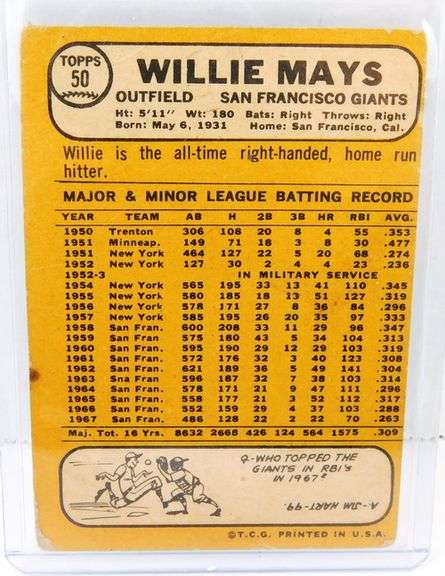 TOPPS
50
WILLIE MAYS
OUTFIELD SAN FRANCISCO GIANTS
Ht: 5'11" Wt: 180 Bats: Right Throws: Right
Born: May 6, 1931 Home: San Francisco, Cal.
Willie is the all-time right-handed, home run
hitter.
MAJOR & MINOR LEAGUE BATTING RECORD
YEAR TEAM AB H 2B 3B HR RBI AVG.
1950 Trenton 306 108 20 8 4 55 .353
1951 Minneap. 149 71 18 3 8 30 .477
1951 New York 464 127 22 5 20 68 .274
1952 New York 127 30 2 4 4 23 .236
1952-3 IN MILITARY SERVICE
1954 New York 565 195 33 13 41 110 .345
1955 New York 580 185 18 13 51 127 .319
1956 New York 578 171 27 8 36 84 .296
1957 New York 585 195 26 20 35 97 .333
1958 San Fran. 600 208 33 11 29 96 .347
1959 San Fran. 575 180 43 5 34 104 .313
1960 San Fran. 595 190 29 12 29 103 .319
1961 San Fran. 572 176 32 3 40 123 .308
1962 San Fran. 621 189 36 5 49 141 .304
1963 Sna Fran 596 187 32 7 38 103 .314
1964 San Fran. 578 171 21 9 47 111 .296
1965 San Fran. 558 177 21 3 52 112 .317
1966 San Fran. 552 159 29 4 37 103 .288
1967 San Fran. 486 128 22 2 22 70 .263
Maj. Tot. 16 Yrs. 8632 2668 426 124 564 1575 .309
Q-WHO TOPPED THE
GIANTS IN RBI's
IN 1967?
A- JIM HART-99.
©T.C.G. PRINTED IN U.S.A.